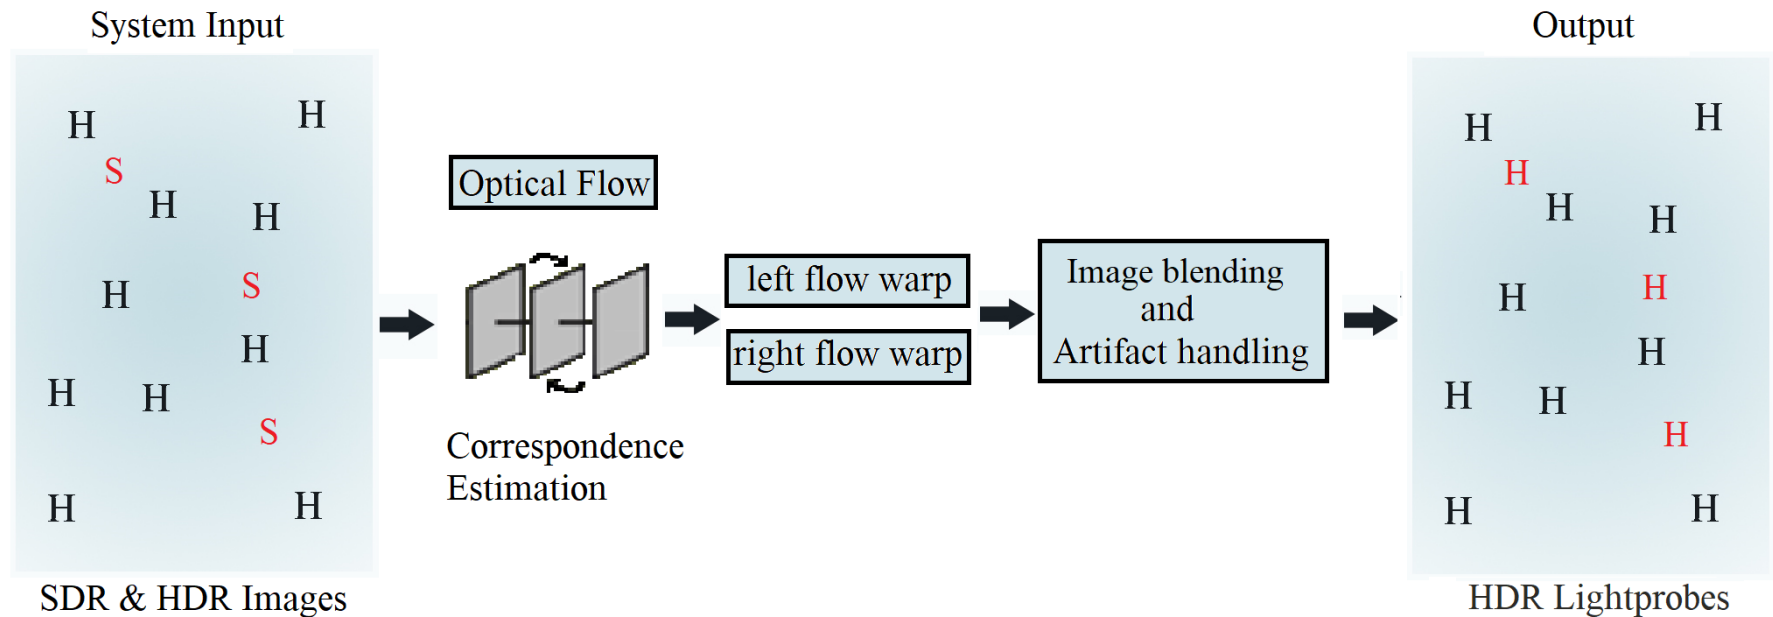 System Input
H
H
S
H
H
S
H
H
H
H
S
H
H
SDR & HDR Images
Optical Flow
Correspondence
Estimation
left flow warp
right flow warp
Image blending
and
Artifact handling
Output
H
H
H
H
H
H
H
H
H
H
H
H
H
HDR Lightprobes